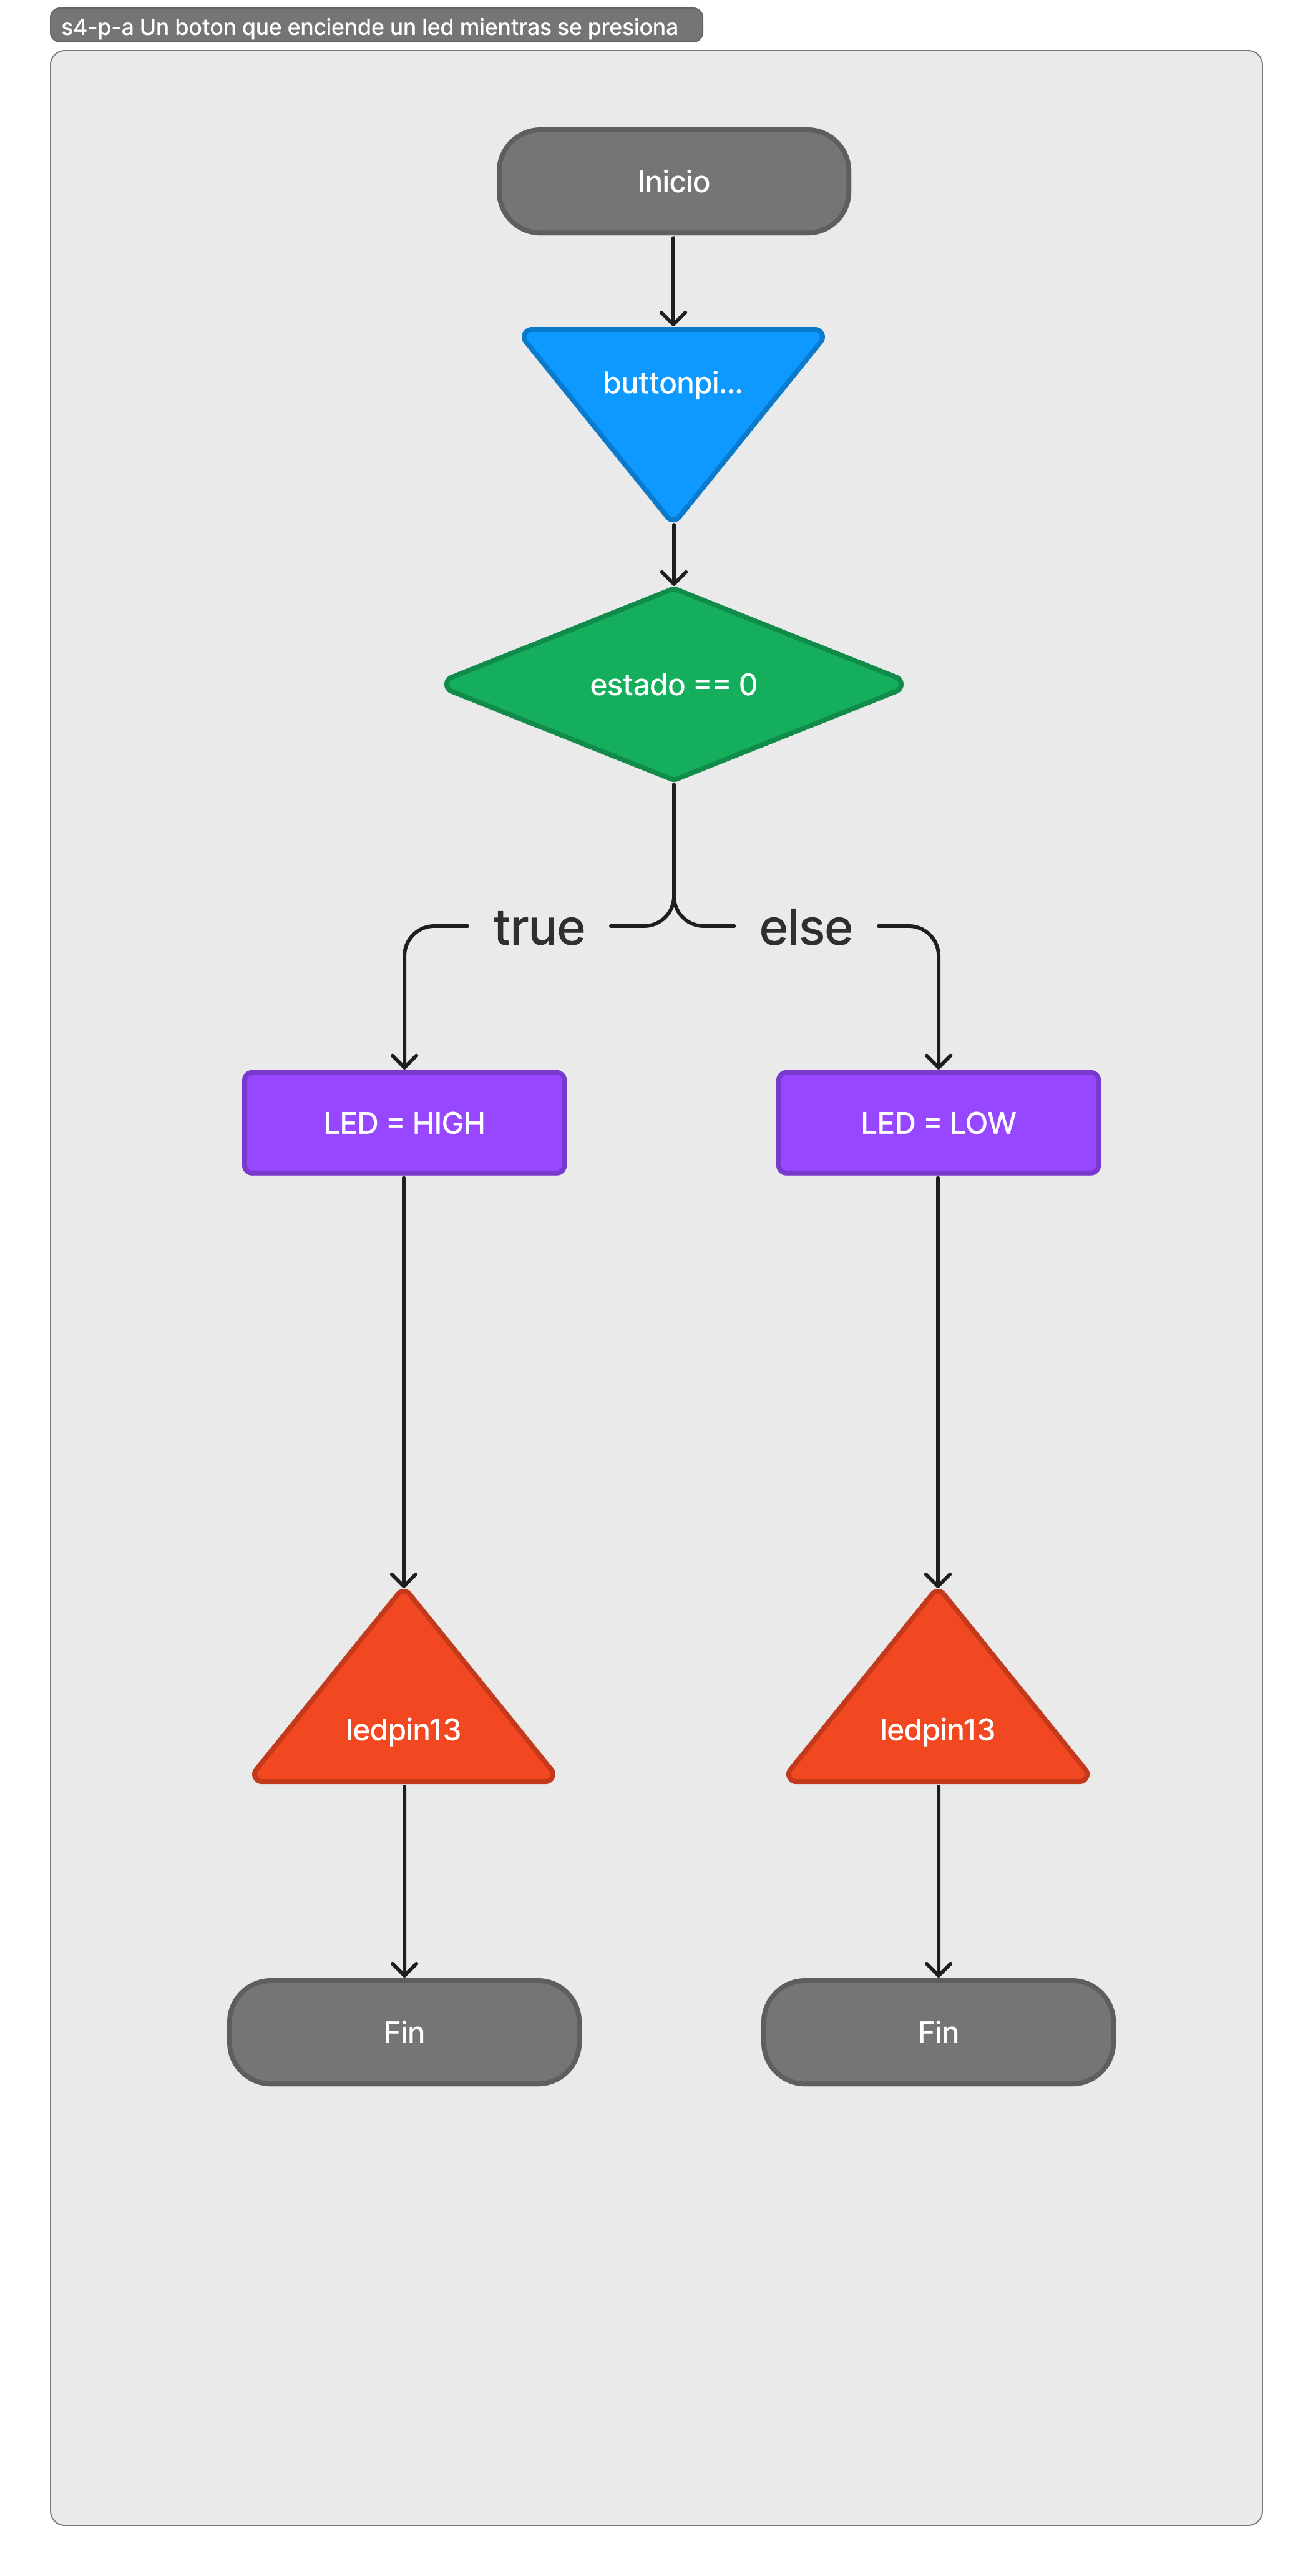 s4-p-a Un boton que enciende un led mientras se presiona
Inicio
buttonpi...
estado == 0
true
else
LED = HIGH
LED = LOW
ledpin13
ledpin13
Fin
Fin